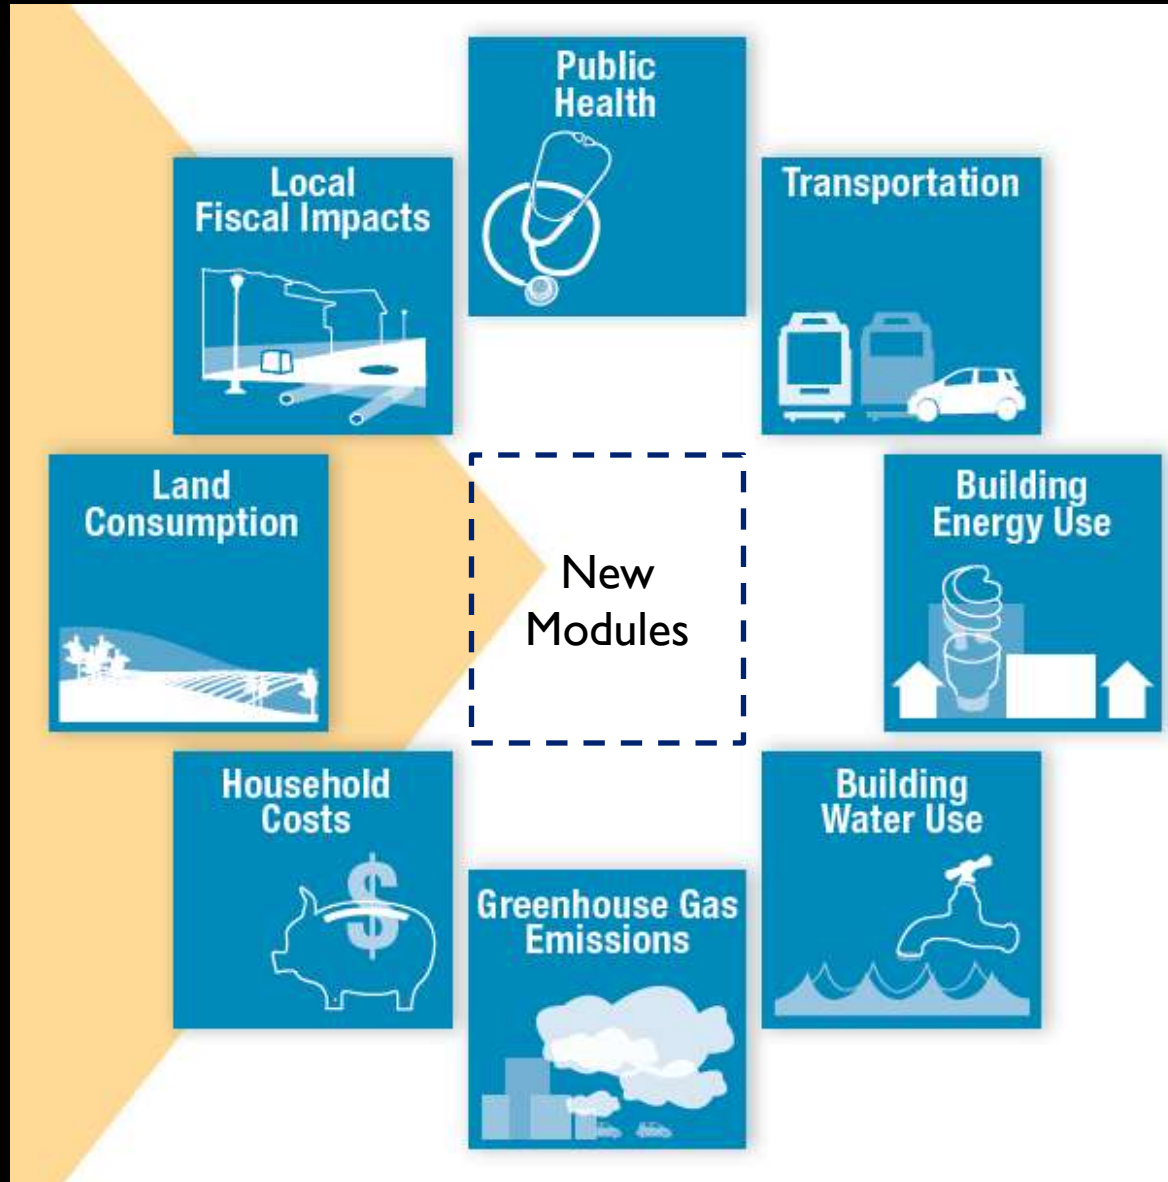 Public
Health
Local
Fiscal Impacts
Transportation
Land
Consumption
New
Modules
Building
Energy Use
Household
Costs
Building
Water Use
Greenhouse Gas
Emissions
$